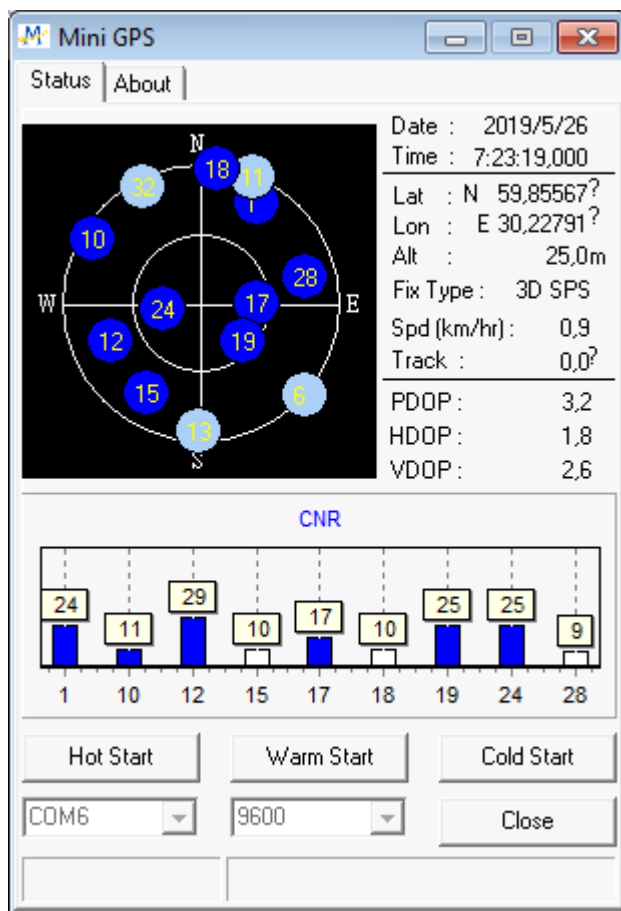 Mini GPS
Status About
N
18
11
32
1
10
28
W
24
17
E
12
19
15
6
13
S
Date : 2019/5/26
Time : 7:23:19,000
Lat : N 59,85567?
Lon : E 30,22791?
Alt : 25,0m
Fix Type : 3D SPS
Spd (km/hr) : 0,9
Track : 0,0?
PDOP : 3,2
HDOP : 1,8
VDOP : 2,6
CNR
24 11 29 10 17 10 25 25 9
1 10 12 15 17 18 19 24 28
Hot Start Warm Start Cold Start
COM6 9600 Close